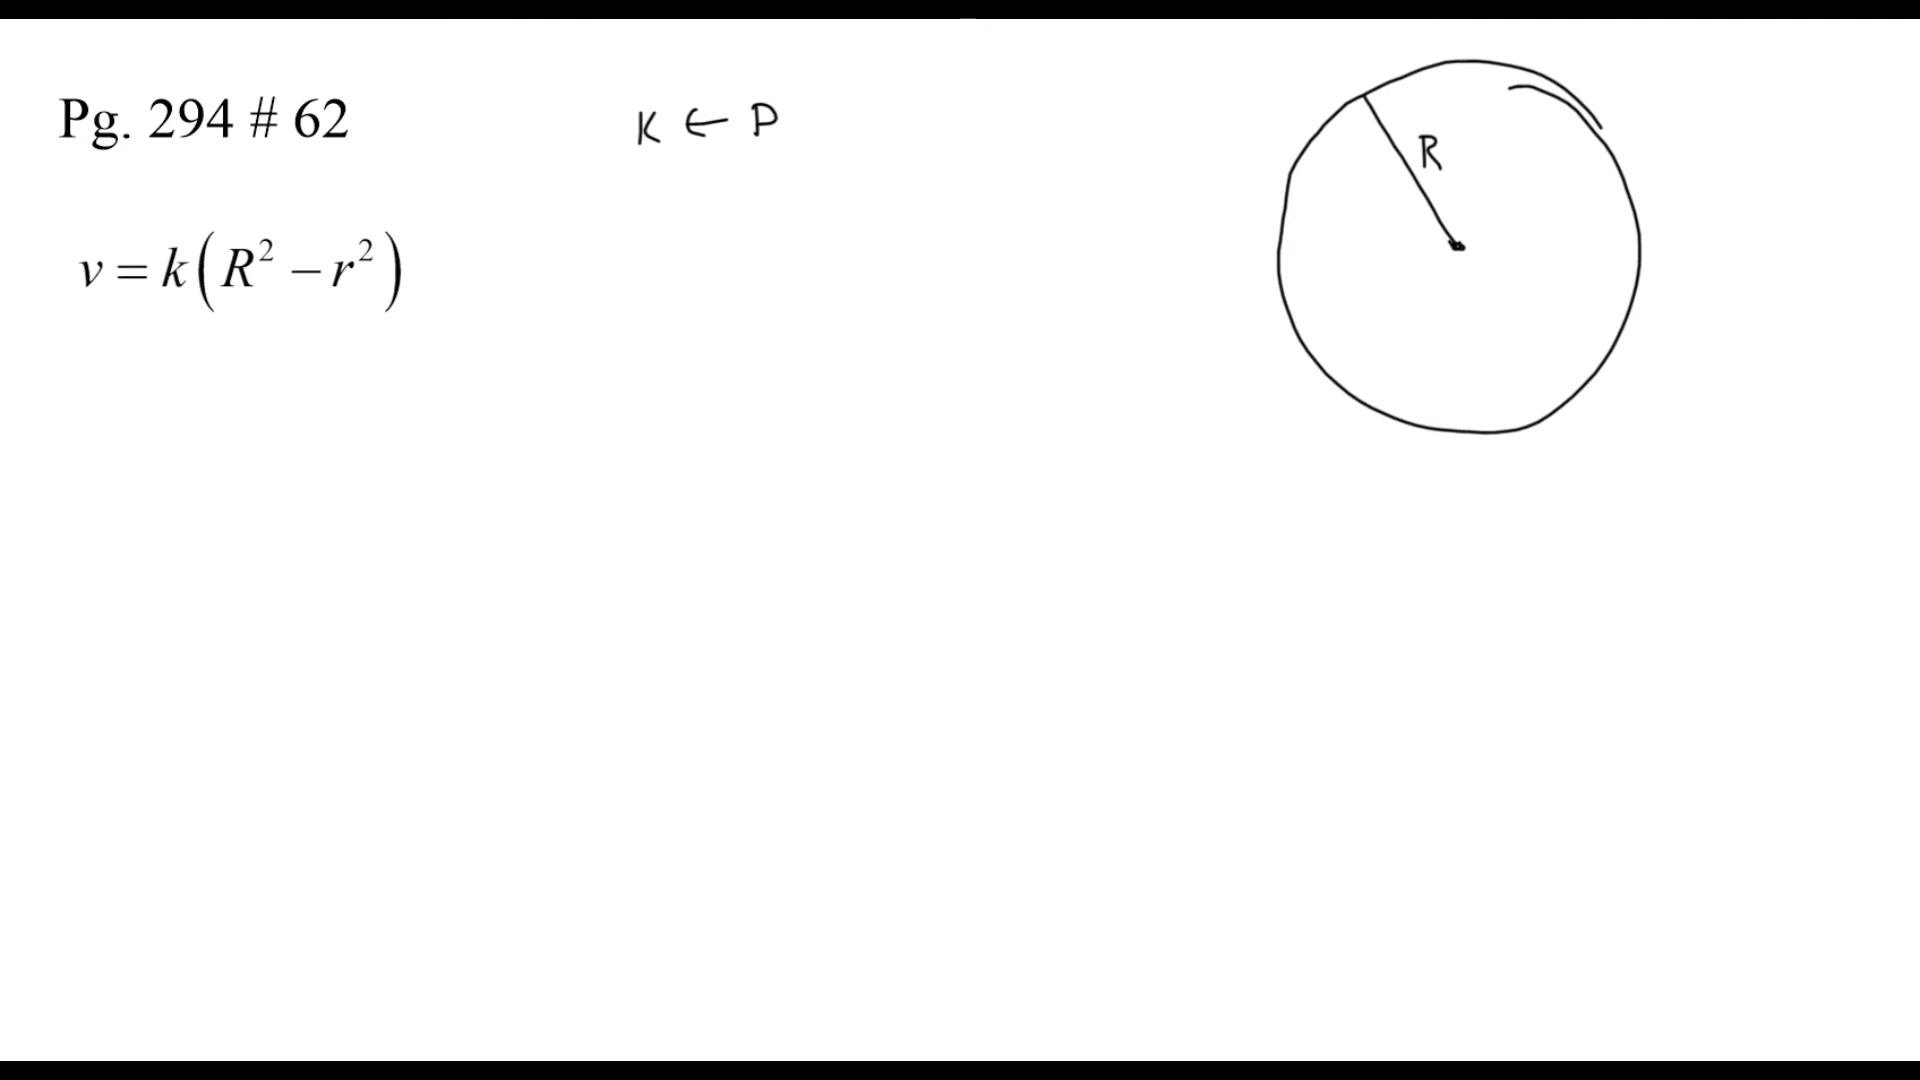 Pg. 294 # 62
K ← P
R
v = k(R² − r²)